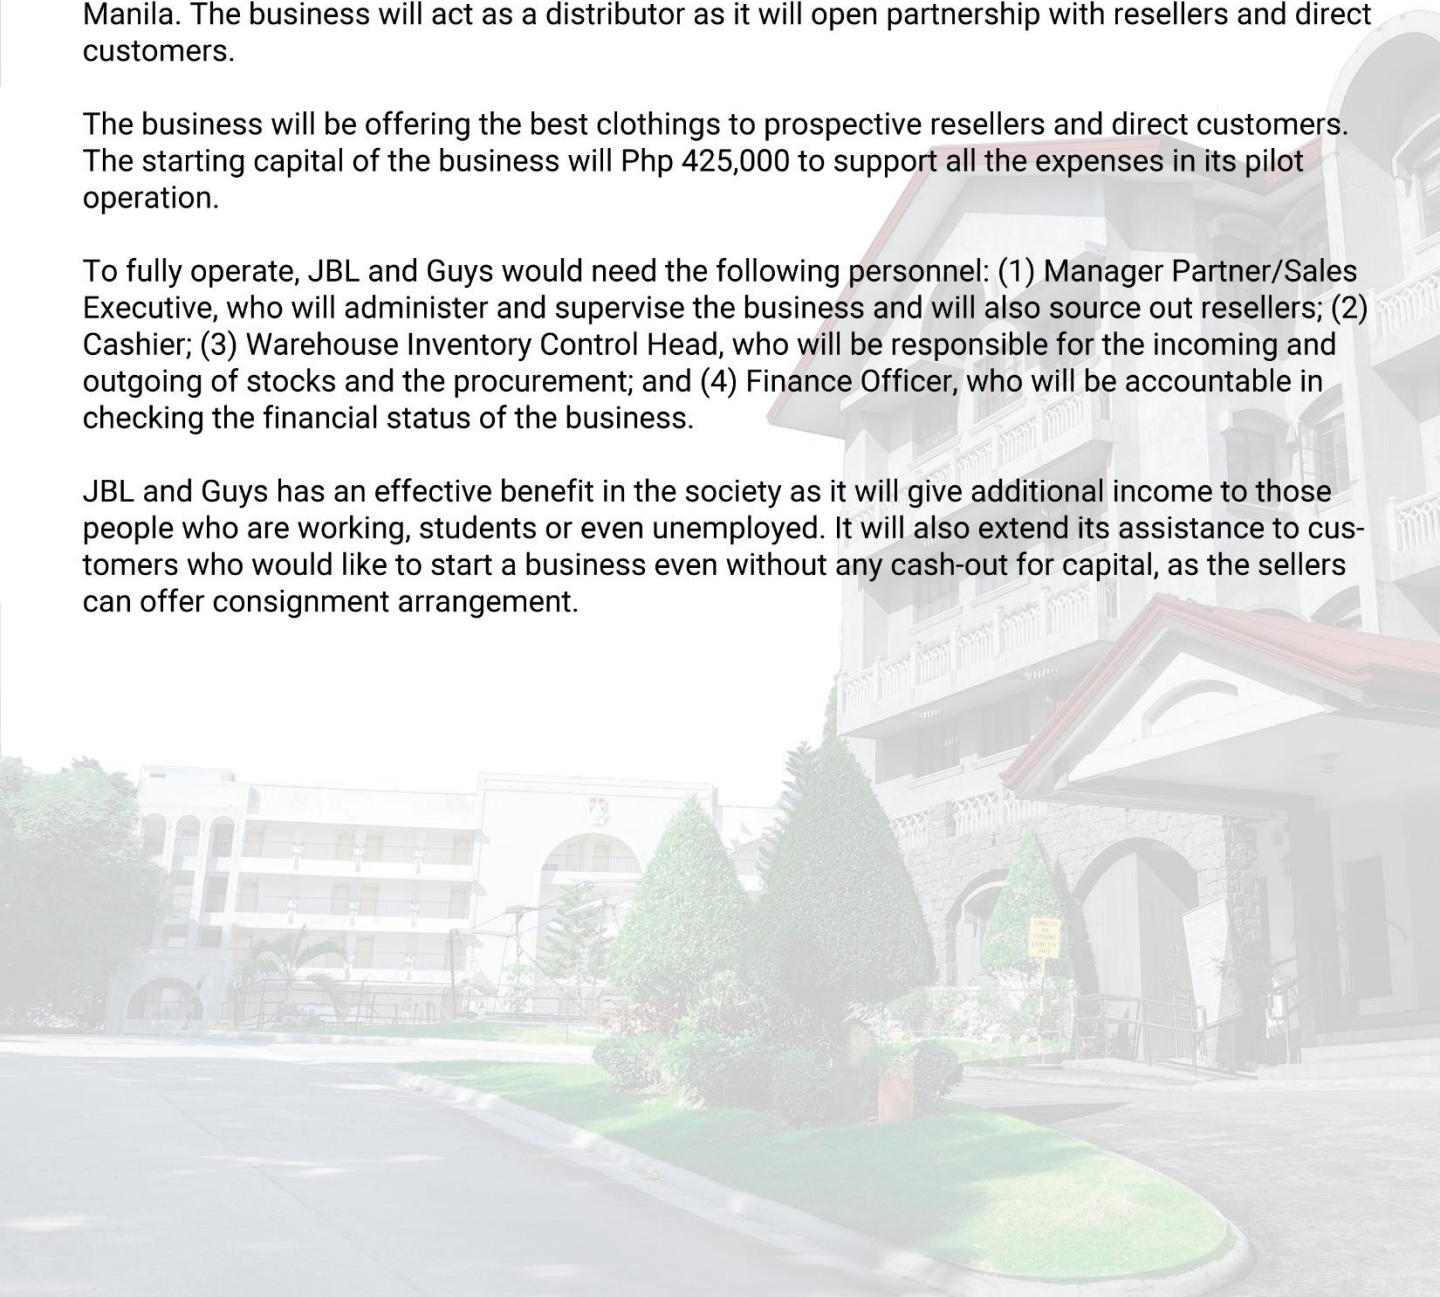 Manila. The business will act as a distributor as it will open partnership with resellers and direct
customers.
The business will be offering the best clothings to prospective resellers and direct customers.
The starting capital of the business will Php 425,000 to support all the expenses in its pilot
operation.
To fully operate, JBL and Guys would need the following personnel: (1) Manager Partner/Sales
Executive, who will administer and supervise the business and will also source out resellers; (2)
Cashier; (3) Warehouse Inventory Control Head, who will be responsible for the incoming and
outgoing of stocks and the procurement; and (4) Finance Officer, who will be accountable in
checking the financial status of the business.
JBL and Guys has an effective benefit in the society as it will give additional income to those
people who are working, students or even unemployed. It will also extend its assistance to cus-
tomers who would like to start a business even without any cash-out for capital, as the sellers
can offer consignment arrangement.